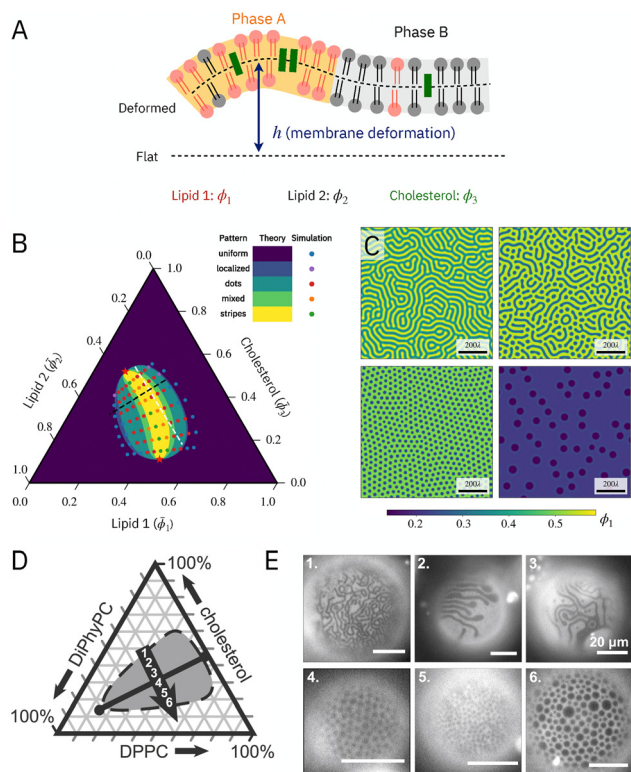 A
Phase A
Phase B
Deformed
h (membrane deformation)
Flat
Lipid 1: ϕ₁
Lipid 2: ϕ₂
Cholesterol: ϕ₃
B
Pattern Theory Simulation
uniform
localized
dots
mixed
stripes
0.0
1.0
0.2
0.8
0.4
0.6
0.6
0.4
0.8
0.2
1.0
0.0
0.0
0.2
0.4
0.6
0.8
1.0
Lipid 2 (ϕ̄₂)
Cholesterol (ϕ̄₃)
Lipid 1 (ϕ̄₁)
C
200λ
200λ
200λ
200λ
0.2 0.3 0.4 0.5 ϕ₁
D
100%
DiPhyPC
cholesterol
1
2
3
4
5
6
100%
100%
DPPC
E
1.
2.
3.
20 μm
4.
5.
6.